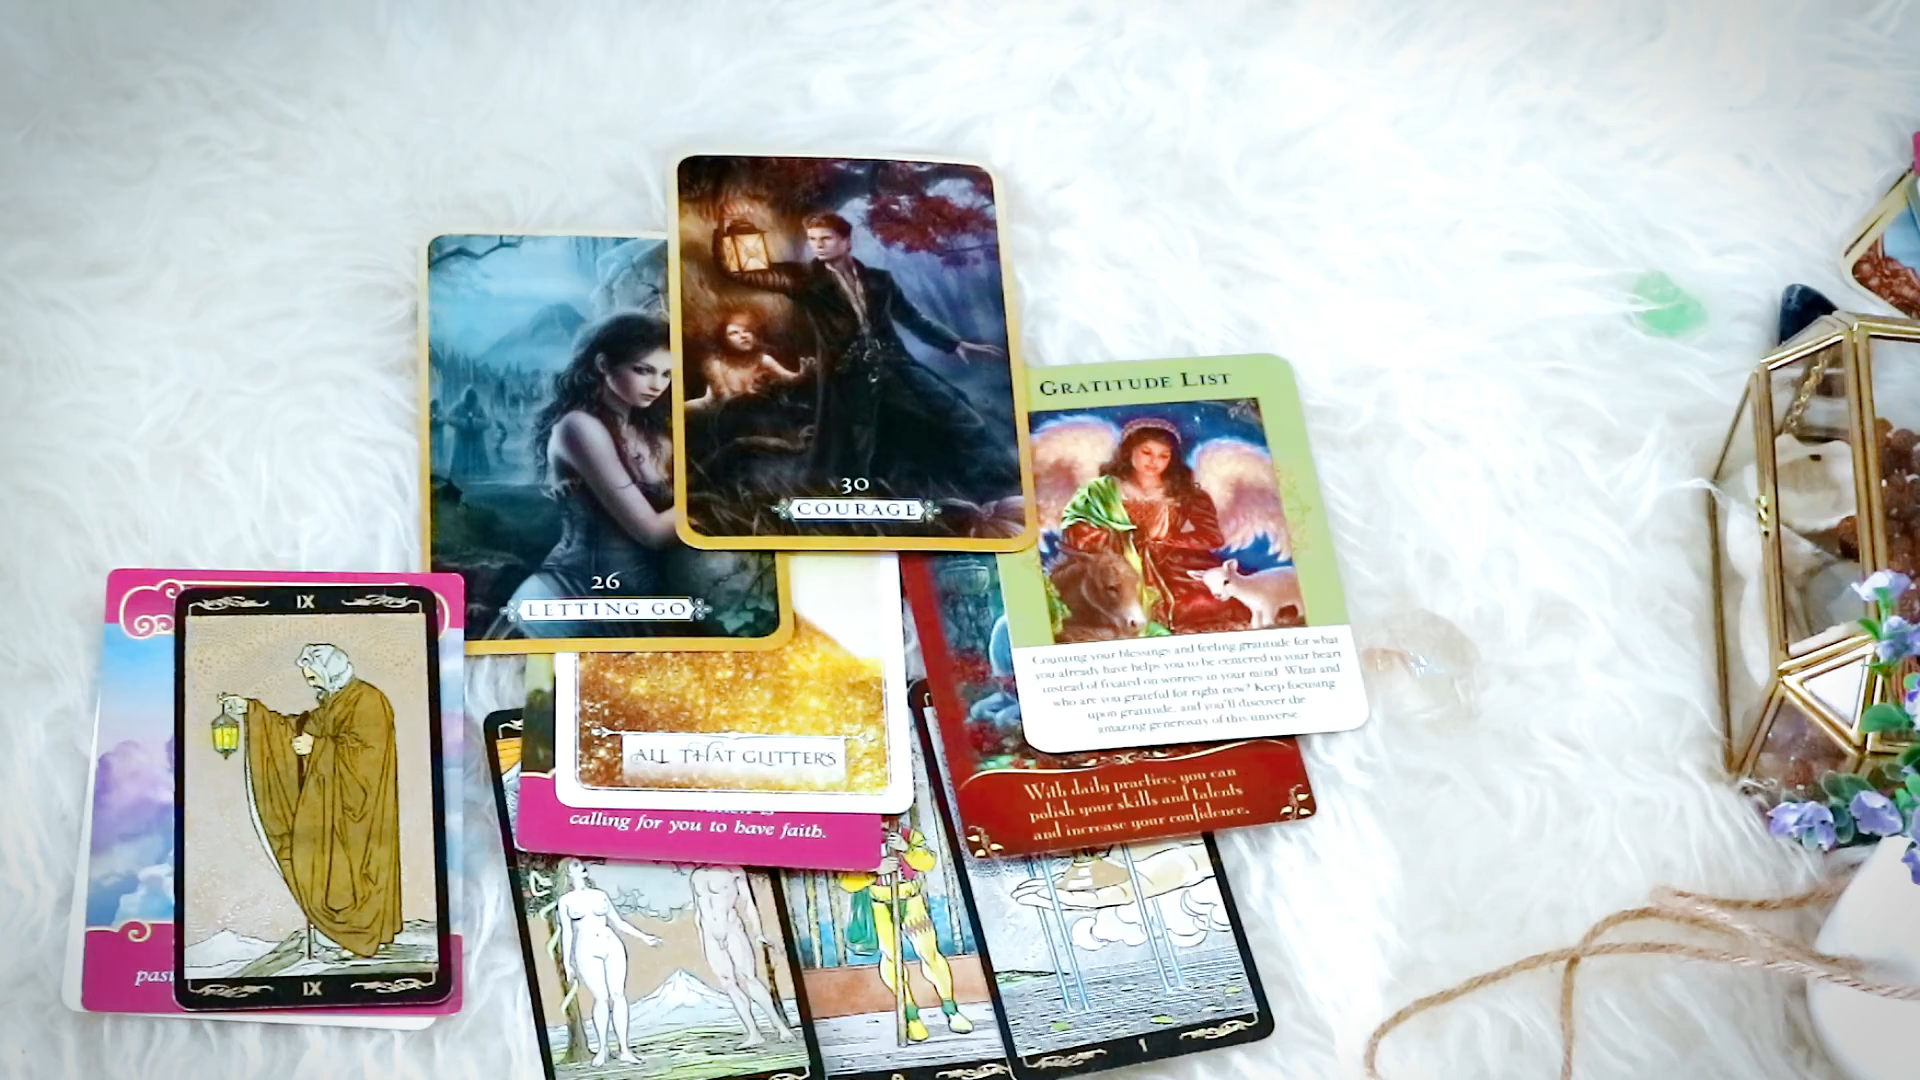 30
COURAGE
26
LETTING GO
GRATITUDE LIST
Counting your blessings and feeling gratitude for what
you already have helps you to be centered in your heart
instead of fixated on worries in your mind. What and
who are you grateful for right now? Keep focusing
upon gratitude, and you'll discover the
amazing generosity of this universe.
IX
IX
past
ALL THAT GLITTERS
calling for you to have faith.
With daily practice, you can
polish your skills and talents
and increase your confidence.
I